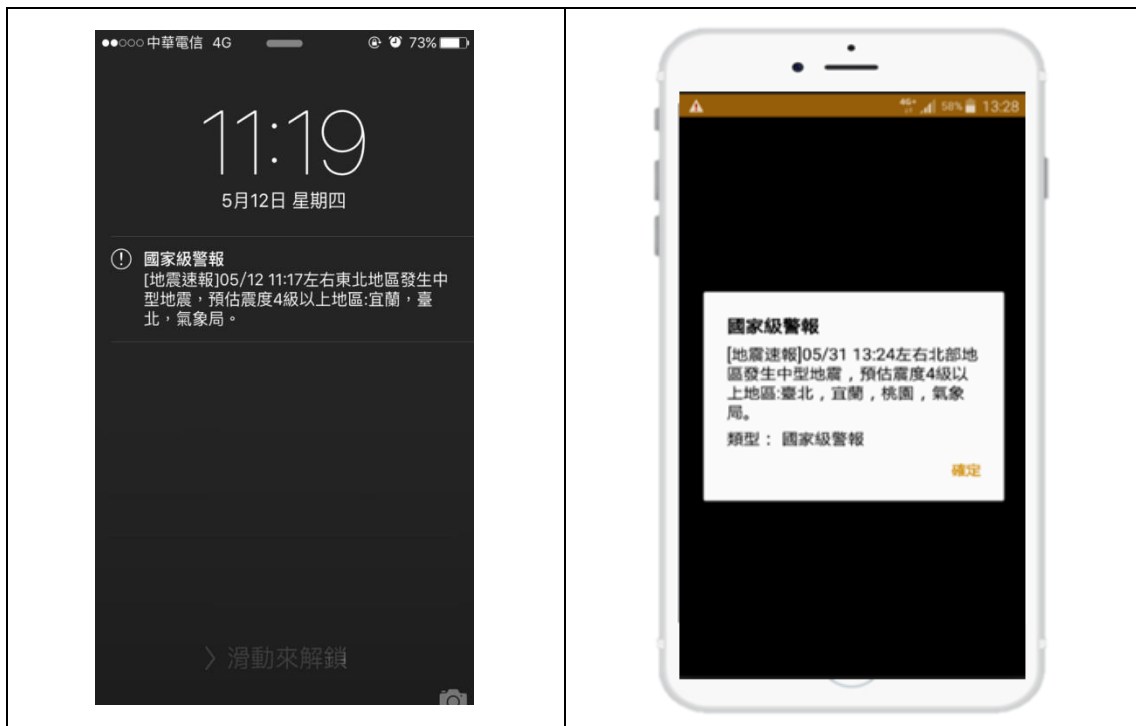 中華電信 4G 73%
11:19
5月12日 星期四
國家級警報
[地震速報]05/12 11:17左右東北地區發生中
型地震，預估震度4級以上地區:宜蘭，臺
北，氣象局。
滑動來解鎖
4G+ 58% 13:28
國家級警報
[地震速報]05/31 13:24左右北部地
區發生中型地震，預估震度4級以
上地區:臺北，宜蘭，桃園，氣象
局。
類型： 國家級警報
確定